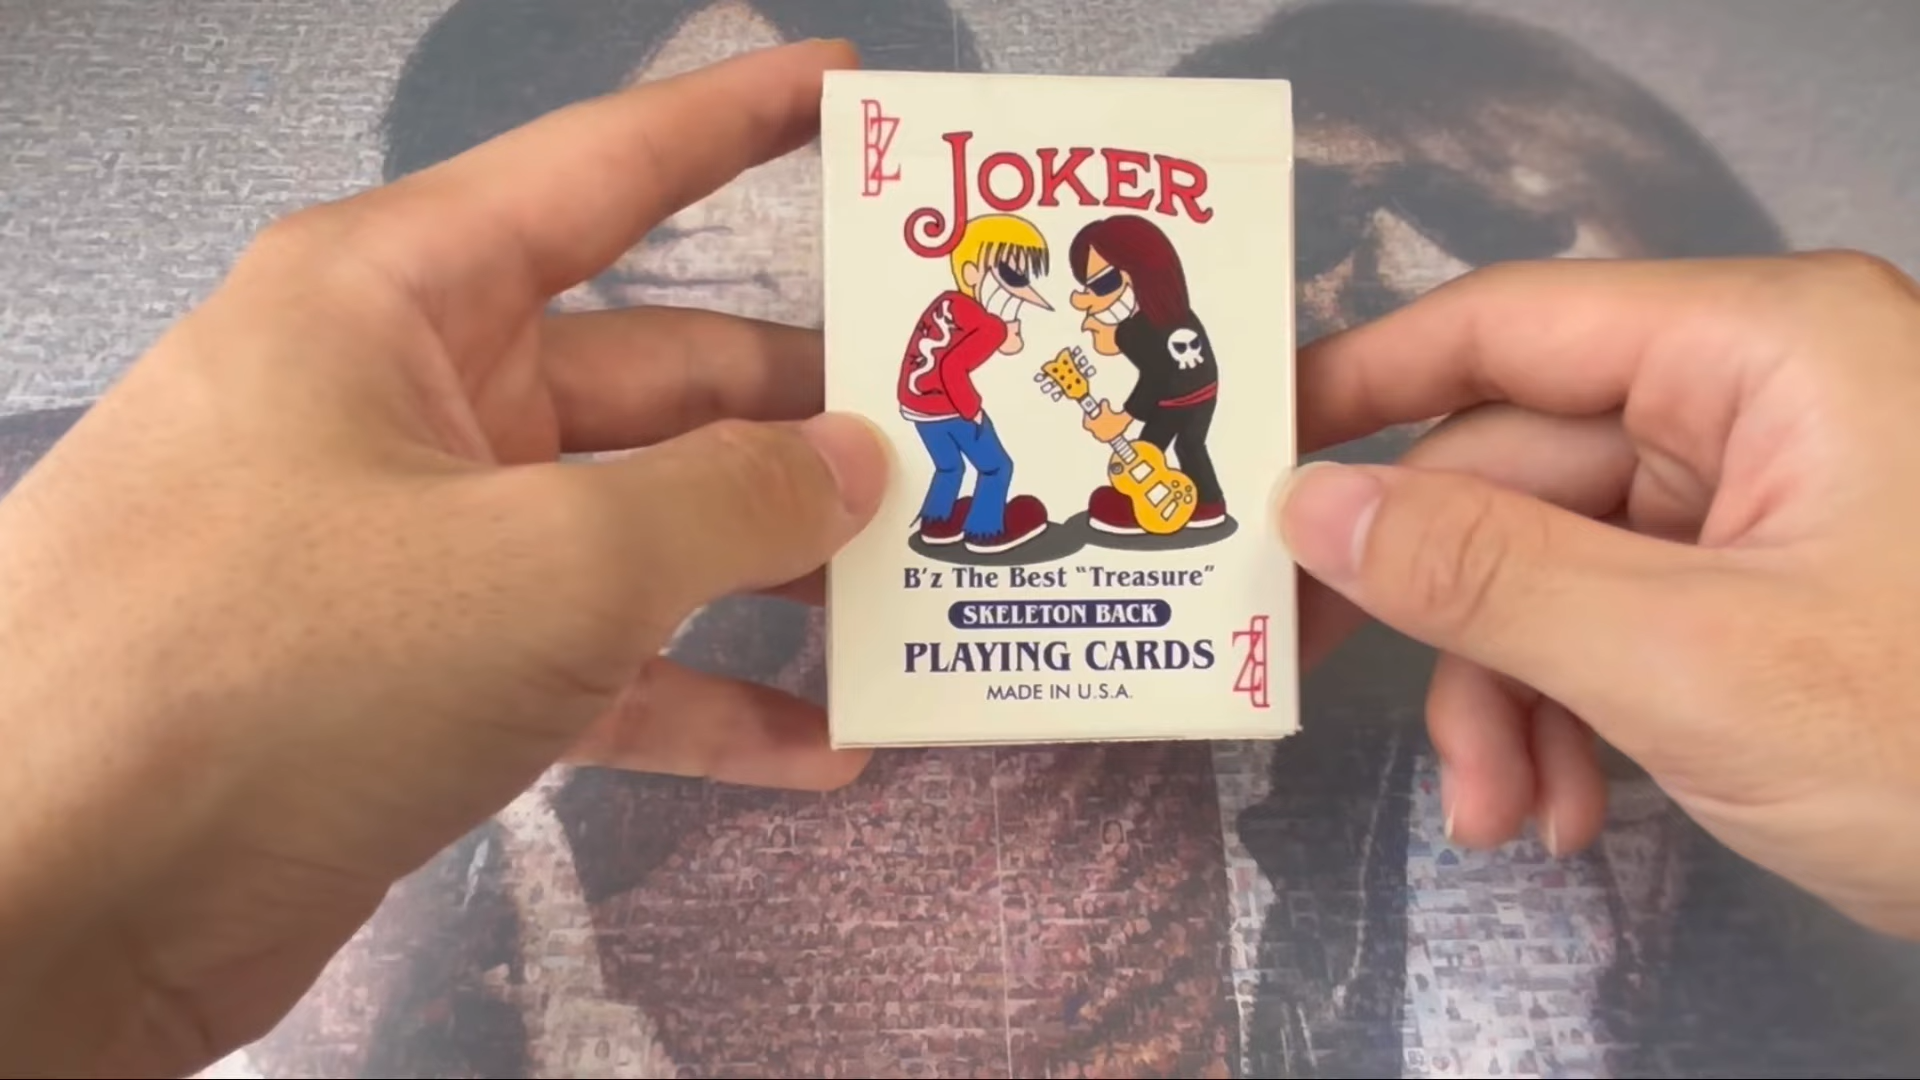 B'z
JOKER
B'z The Best "Treasure"
SKELETON BACK
PLAYING CARDS
MADE IN U.S.A.
B'z